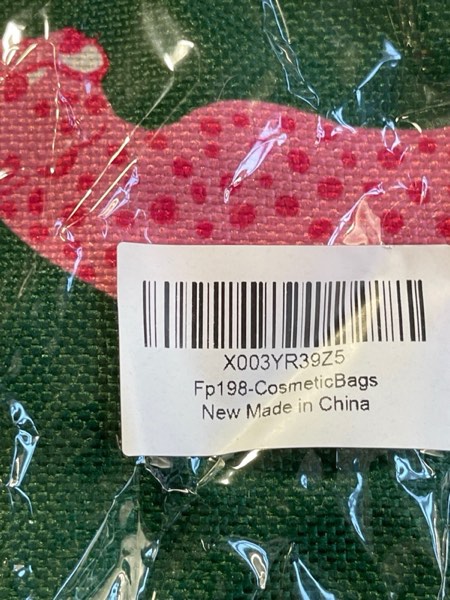 X003YR39Z5
Fp198-CosmeticBags
New Made in China